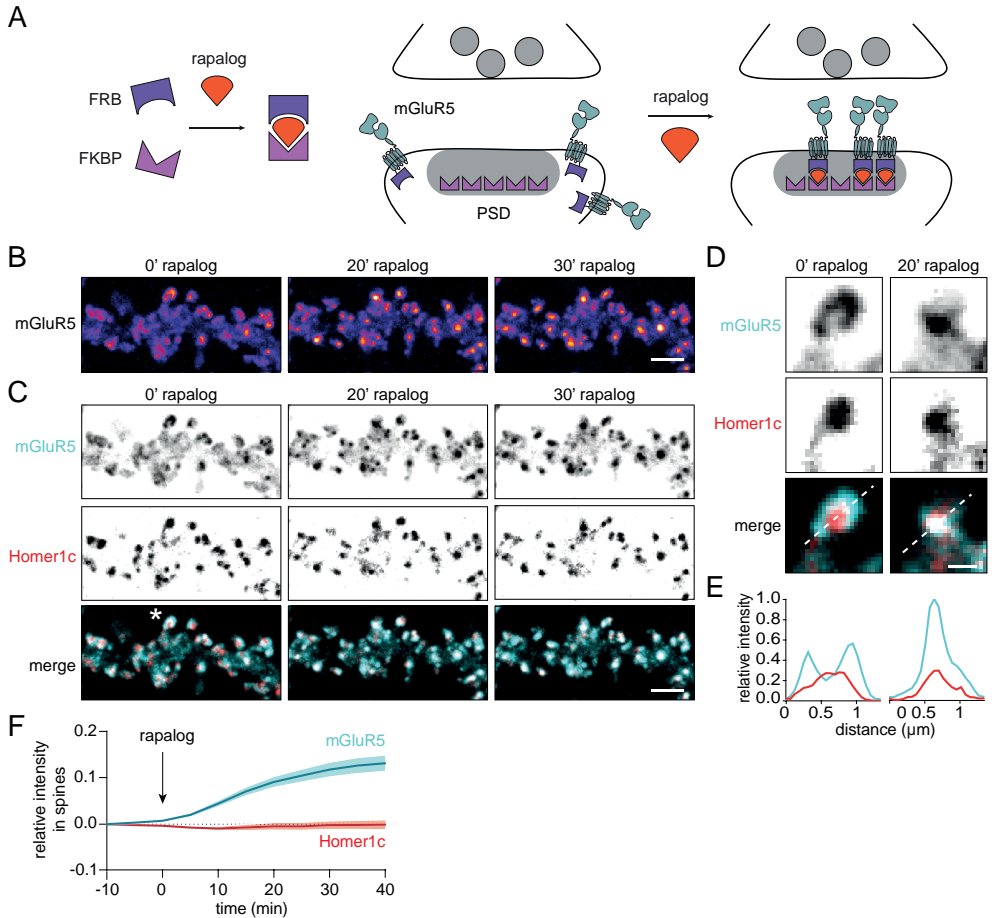 A
rapalog
FRB
FKBP
mGluR5
PSD
rapalog
B
0' rapalog
20' rapalog
30' rapalog
mGluR5
C
0' rapalog
20' rapalog
30' rapalog
mGluR5
Homer1c
merge
*
D
0' rapalog
20' rapalog
mGluR5
Homer1c
merge
E
relative intensity
1.0
0.8
0.6
0.4
0.2
0.0
0
0.5
1
0
0.5
1
distance (μm)
F
relative intensity
in spines
0.2
0.1
0.0
-0.1
rapalog
mGluR5
Homer1c
-10
0
10
20
30
40
time (min)